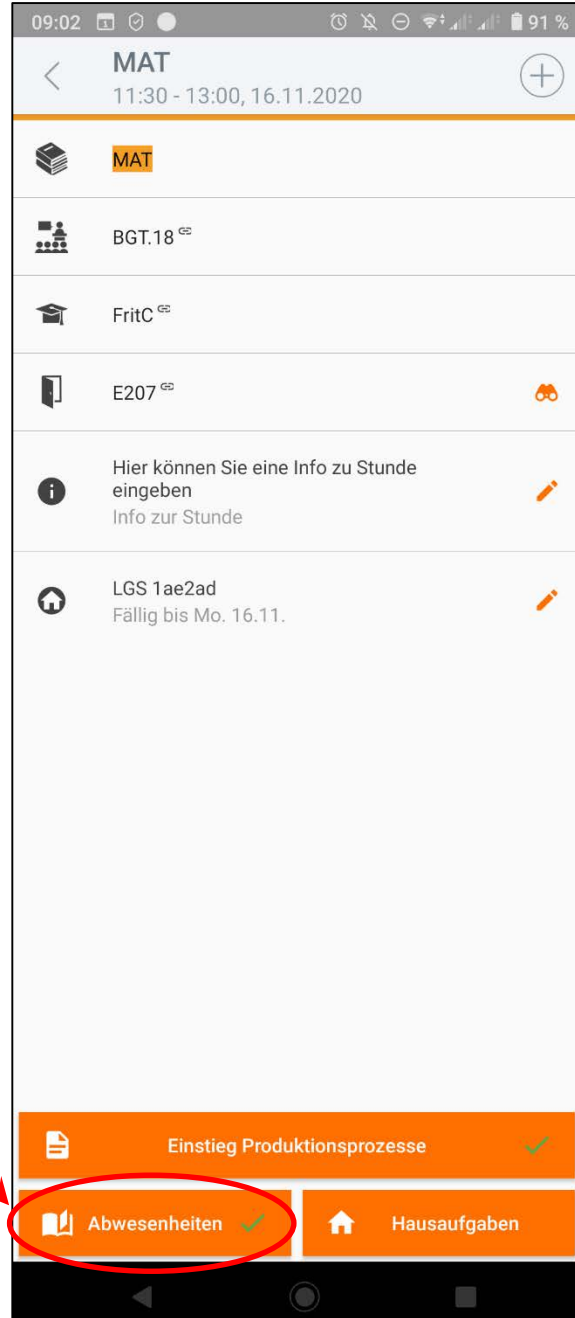 09:02 1 91 %
MAT
11:30 - 13:00, 16.11.2020
MAT
BGT.18
FritC
E207
Hier können Sie eine Info zu Stunde
eingeben
Info zur Stunde
LGS 1ae2ad
Fällig bis Mo. 16.11.
Einstieg Produktionsprozesse
Abwesenheiten
Hausaufgaben